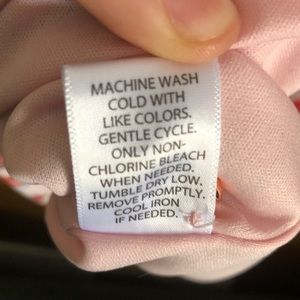 MACHINE WASH
COLD WITH
LIKE COLORS.
GENTLE CYCLE.
ONLY NON-
CHLORINE BLEACH
WHEN NEEDED.
TUMBLE DRY LOW.
REMOVE PROMPTLY.
COOL IRON
IF NEEDED.